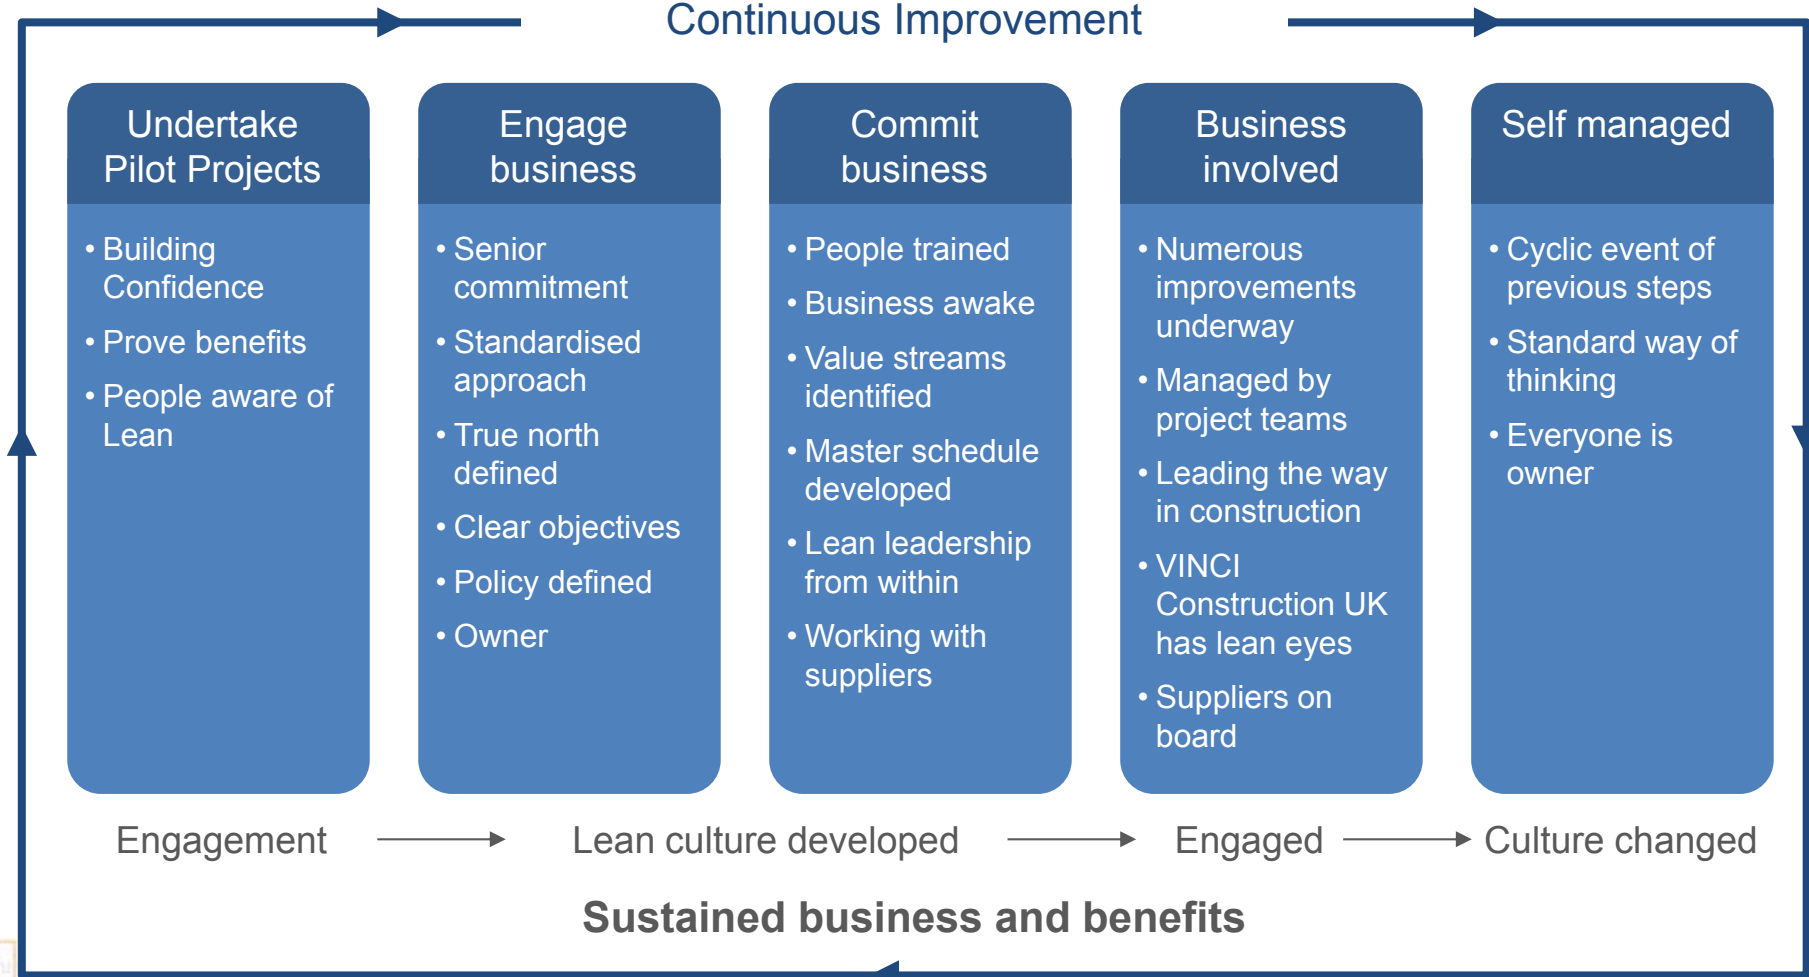 Continuous Improvement
Undertake
Pilot Projects
• Building
Confidence
• Prove benefits
• People aware of
Lean
Engage
business
• Senior
commitment
• Standardised
approach
• True north
defined
• Clear objectives
• Policy defined
• Owner
Commit
business
• People trained
• Business awake
• Value streams
identified
• Master schedule
developed
• Lean leadership
from within
• Working with
suppliers
Business
involved
• Numerous
improvements
underway
• Managed by
project teams
• Leading the way
in construction
• VINCI
Construction UK
has lean eyes
• Suppliers on
board
Self managed
• Cyclic event of
previous steps
• Standard way of
thinking
• Everyone is
owner
Engagement
Lean culture developed
Engaged
Culture changed
Sustained business and benefits